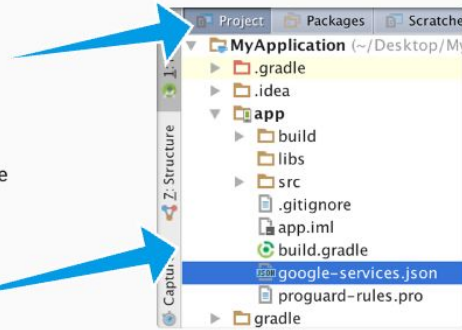 Project Packages Scratche
MyApplication (~/Desktop/My
.gradle
.idea
app
build
libs
src
.gitignore
app.iml
build.gradle
google-services.json
proguard-rules.pro
gradle
1:
Z: Structure
Captur
e